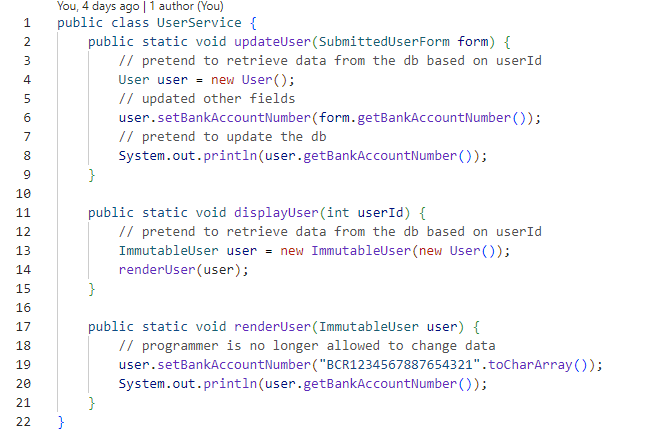 You, 4 days ago | 1 author (You)
1 public class UserService {
2     public static void updateUser(SubmittedUserForm form) {
3         // pretend to retrieve data from the db based on userId
4         User user = new User();
5         // updated other fields
6         user.setBankAccountNumber(form.getBankAccountNumber());
7         // pretend to update the db
8         System.out.println(user.getBankAccountNumber());
9     }
10
11     public static void displayUser(int userId) {
12         // pretend to retrieve data from the db based on userId
13         ImmutableUser user = new ImmutableUser(new User());
14         renderUser(user);
15     }
16
17     public static void renderUser(ImmutableUser user) {
18         // programmer is no longer allowed to change data
19         user.setBankAccountNumber("BCR1234567887654321".toCharArray());
20         System.out.println(user.getBankAccountNumber());
21     }
22 }